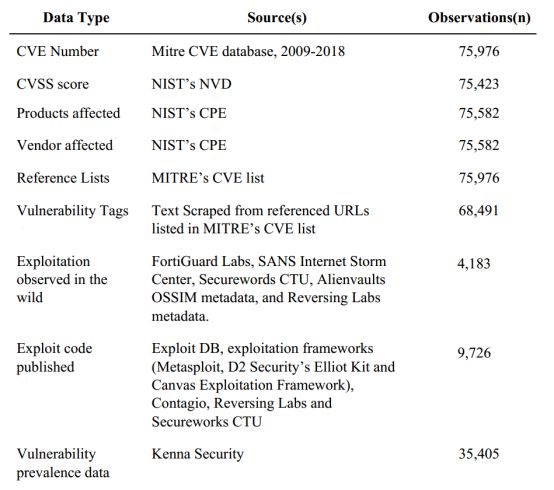 Data Type Source(s) Observations(n)
CVE Number Mitre CVE database, 2009-2018 75,976
CVSS score NIST's NVD 75,423
Products affected NIST's CPE 75,582
Vendor affected NIST's CPE 75,582
Reference Lists MITRE's CVE list 75,976
Vulnerability Tags Text Scraped from referenced URLs 68,491
listed in MITRE's CVE list
Exploitation FortiGuard Labs, SANS Internet Storm 4,183
observed in the Center, Securewords CTU, Alienvaults
wild OSSIM metadata, and Reversing Labs
metadata.
Exploit code Exploit DB, exploitation frameworks 9,726
published (Metasploit, D2 Security's Elliot Kit and
Canvas Exploitation Framework),
Contagio, Reversing Labs and
Secureworks CTU
Vulnerability Kenna Security 35,405
prevalence data